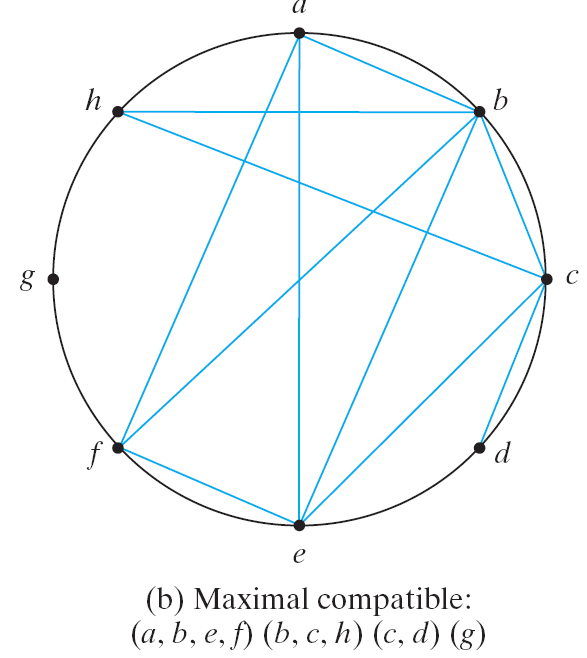 a
h
b
g
c
f
d
e
(b) Maximal compatible:
(a, b, e, f) (b, c, h) (c, d) (g)